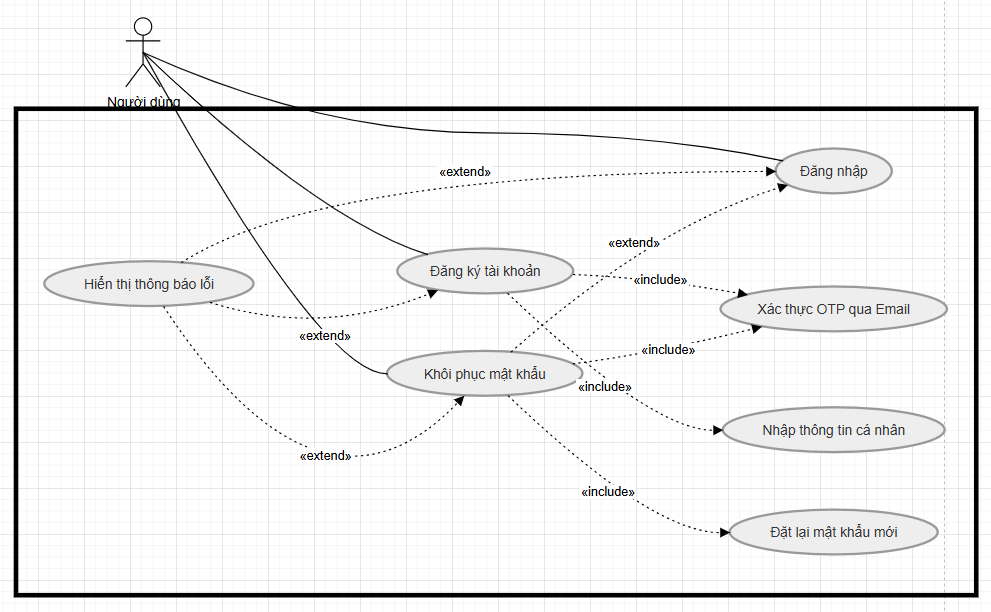 Người dùng
Đăng nhập
«extend»
«extend»
Đăng ký tài khoản
Hiển thị thông báo lỗi
«include»
Xác thực OTP qua Email
«extend»
«include»
Khôi phục mật khẩu
«include»
Nhập thông tin cá nhân
«extend»
«include»
Đặt lại mật khẩu mới